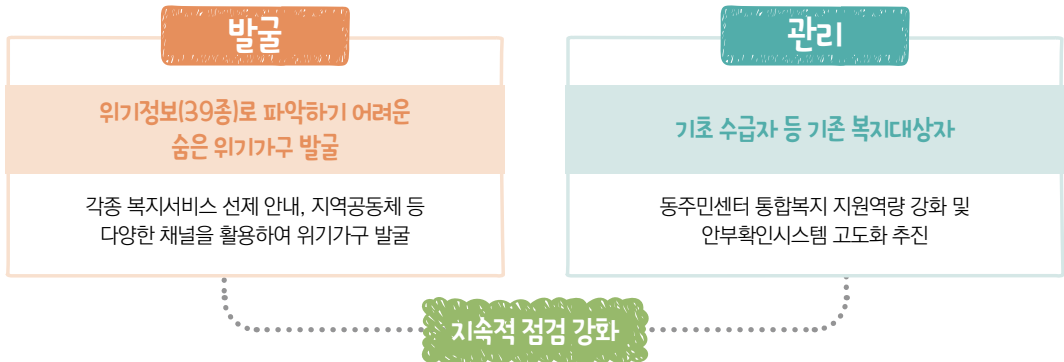 발굴
위기정보(39종)로 파악하기 어려운
숨은 위기가구 발굴
각종 복지서비스 선제 안내, 지역공동체 등
다양한 채널을 활용하여 위기가구 발굴
관리
기초 수급자 등 기존 복지대상자
동주민센터 통합복지 지원역량 강화 및
안부확인시스템 고도화 추진
지속적 점검 강화